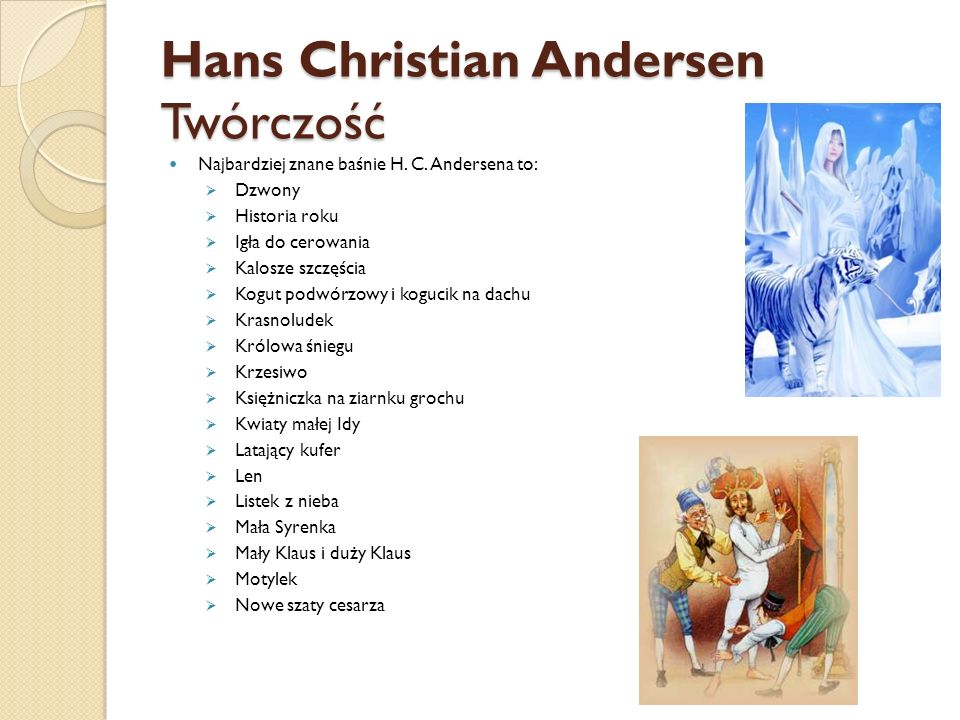 Hans Christian Andersen
Twórczość
Najbardziej znane baśnie H. C. Andersena to:
Dzwony
Historia roku
Igła do cerowania
Kalosze szczęścia
Kogut podwórzowy i kogucik na dachu
Krasnoludek
Królowa śniegu
Krzesiwo
Księżniczka na ziarnku grochu
Kwiaty małej Idy
Latający kufer
Len
Listek z nieba
Mała Syrenka
Mały Klaus i duży Klaus
Motylek
Nowe szaty cesarza